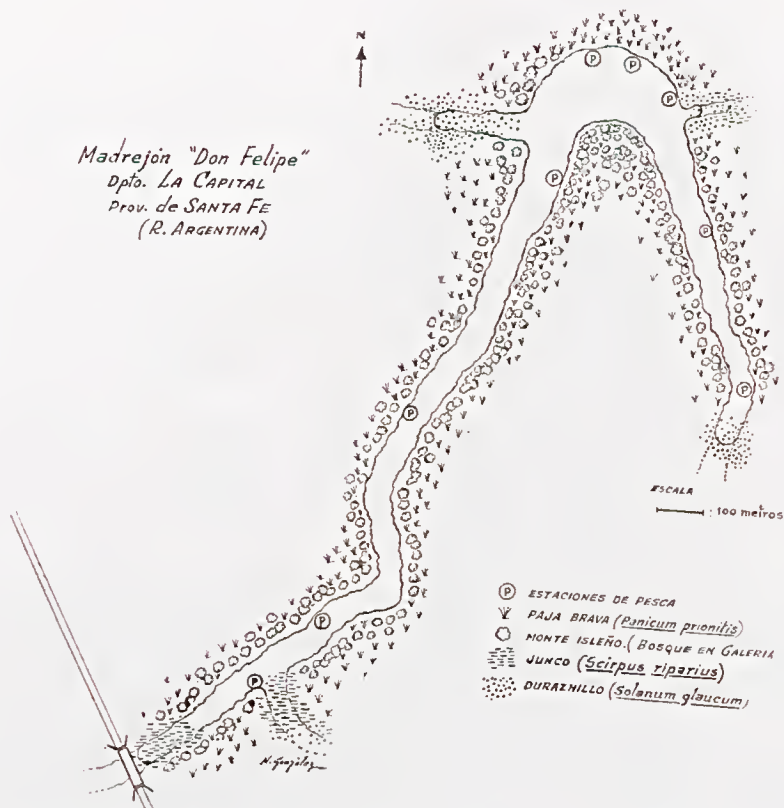 N
Madrejón "Don Felipe"
Dpto. LA CAPITAL
Prov. de SANTA FE
(R. ARGENTINA)
P
P
P
P
P
P
P
P
P
ESCALA
: 100 metros
P ESTACIONES DE PESCA
PAJA BRAVA (Panicum prionitis)
MONTE ISLEÑO. (BOSQUE EN GALERIA
JUNCO (Scirpus riparius)
DURAZNILLO (Solanum glaucum)
N. González